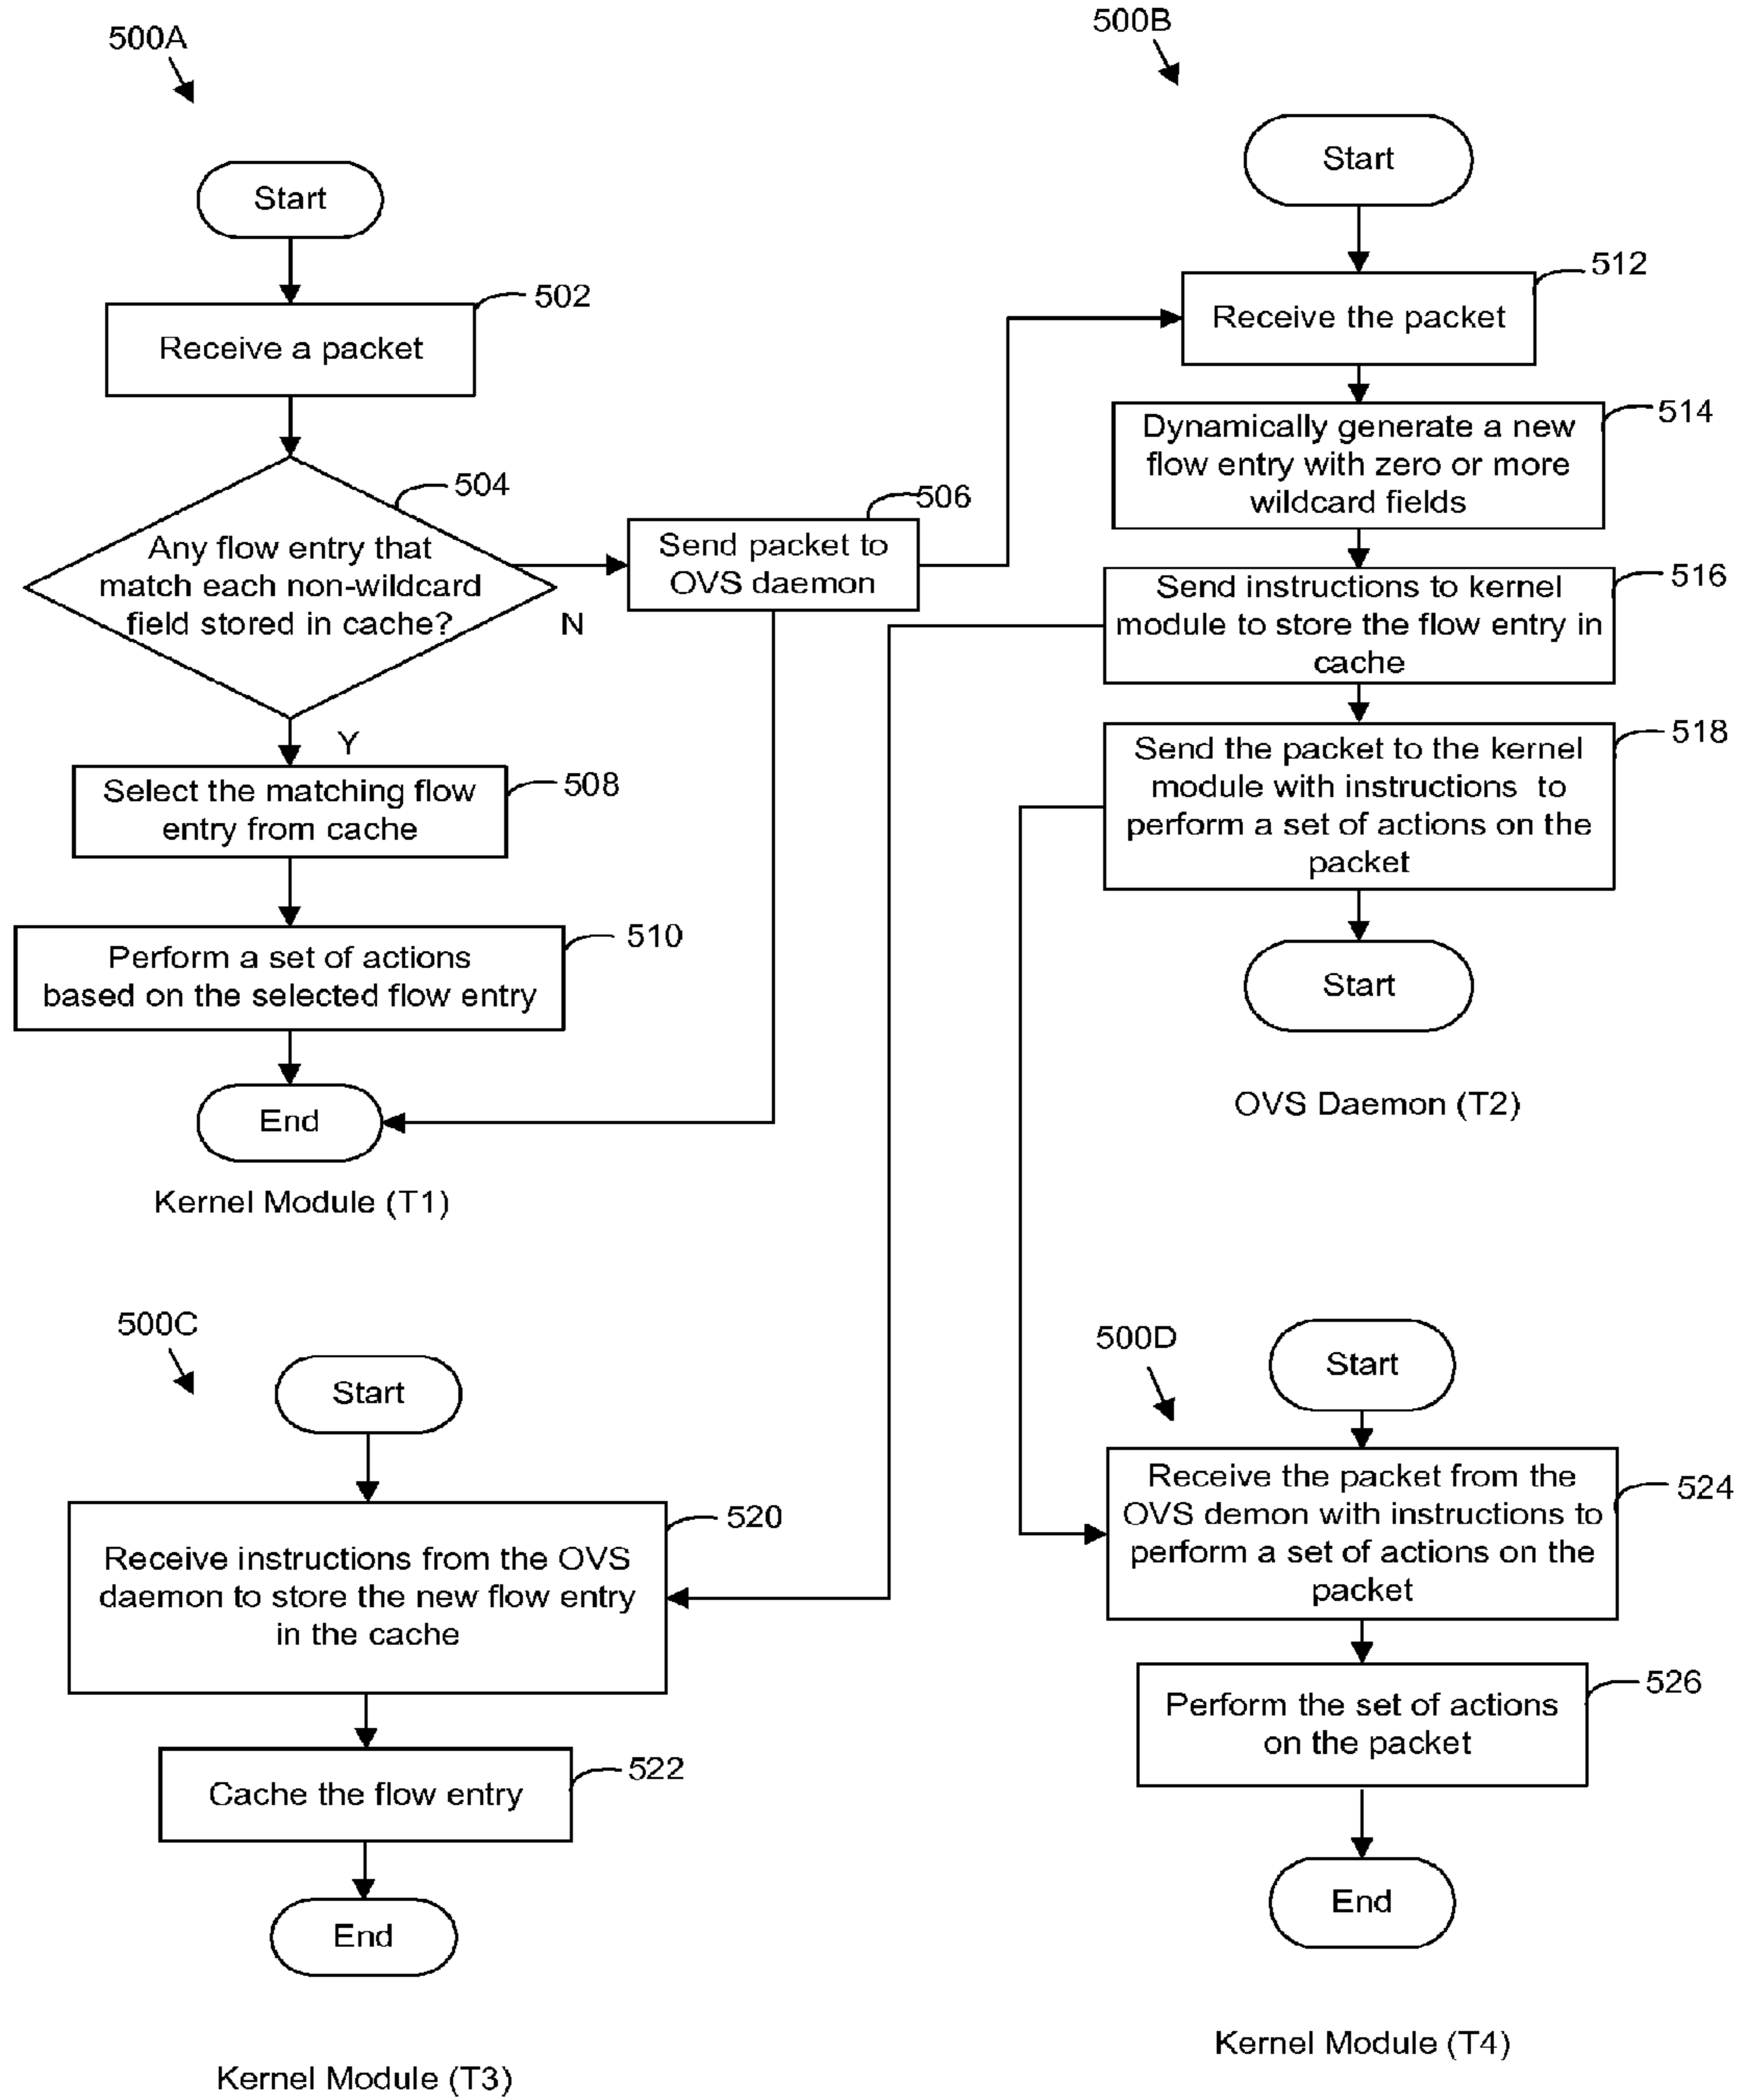 500A
Start
502
Receive a packet
504
Any flow entry that
match each non-wildcard
field stored in cache?
N
Y
506
Send packet to
OVS daemon
508
Select the matching flow
entry from cache
510
Perform a set of actions
based on the selected flow entry
End
Kernel Module (T1)
500B
Start
512
Receive the packet
514
Dynamically generate a new
flow entry with zero or more
wildcard fields
516
Send instructions to kernel
module to store the flow entry in
cache
518
Send the packet to the kernel
module with instructions to
perform a set of actions on the
packet
Start
OVS Daemon (T2)
500C
Start
520
Receive instructions from the OVS
daemon to store the new flow entry
in the cache
522
Cache the flow entry
End
Kernel Module (T3)
500D
Start
524
Receive the packet from the
OVS demon with instructions to
perform a set of actions on the
packet
526
Perform the set of actions
on the packet
End
Kernel Module (T4)